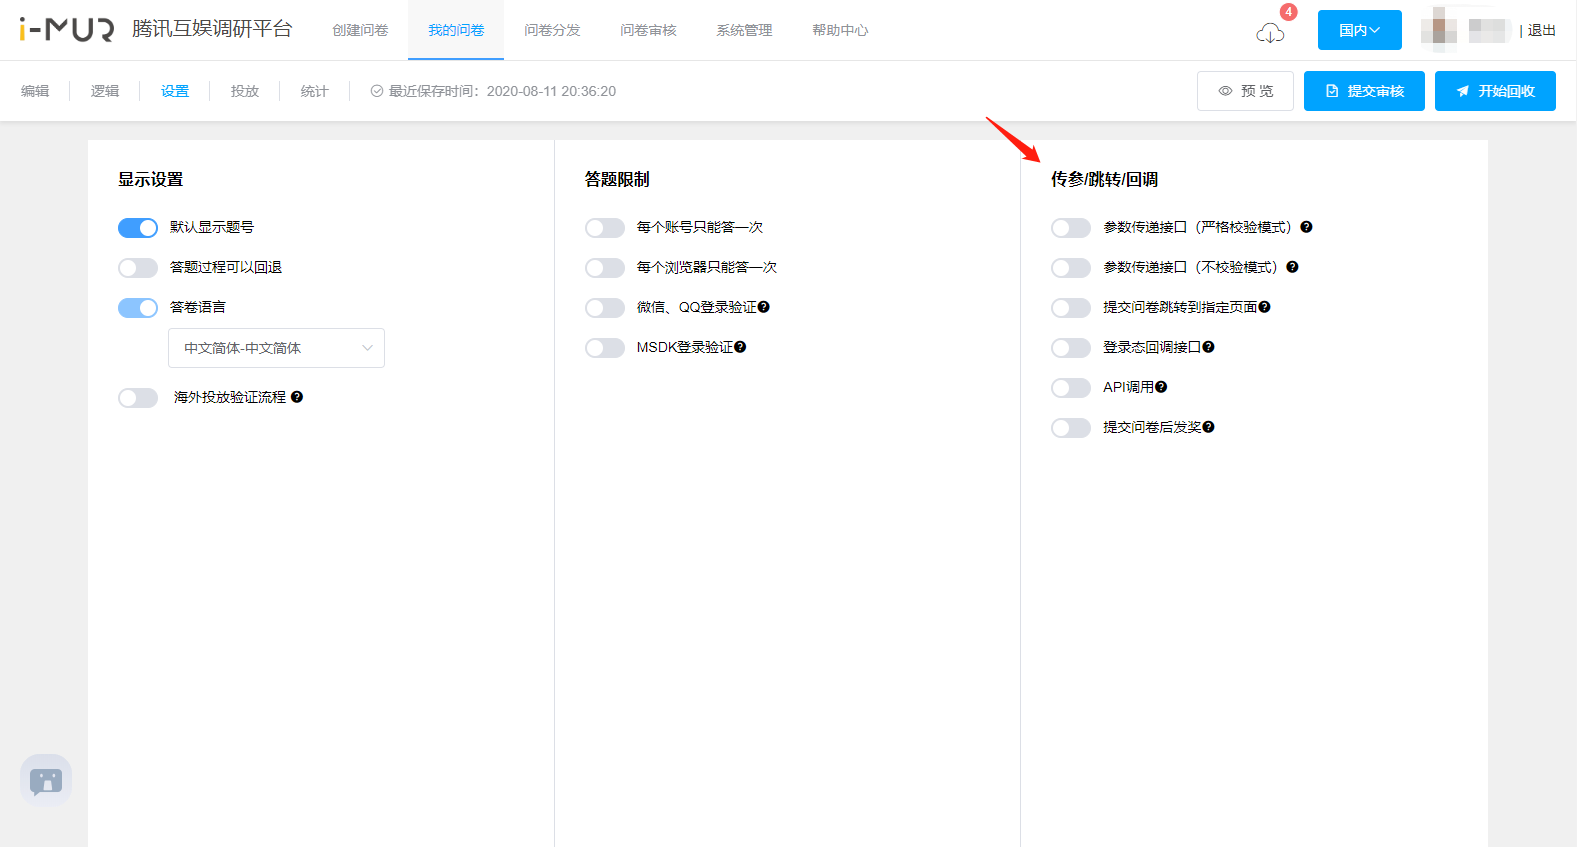 i-MUR 腾讯互娱调研平台 创建问卷 我的问卷 问卷分发 问卷审核 系统管理 帮助中心 4 国内 | 退出
编辑 逻辑 设置 投放 统计 最近保存时间：2020-08-11 20:36:20 预 览 提交审核 开始回收
显示设置
默认显示题号
答题过程可以回退
答卷语言
中文简体-中文简体
海外投放验证流程
答题限制
每个账号只能答一次
每个浏览器只能答一次
微信、QQ登录验证
MSDK登录验证
传参/跳转/回调
参数传递接口（严格校验模式）
参数传递接口（不校验模式）
提交问卷跳转到指定页面
登录态回调接口
API调用
提交问卷后发奖